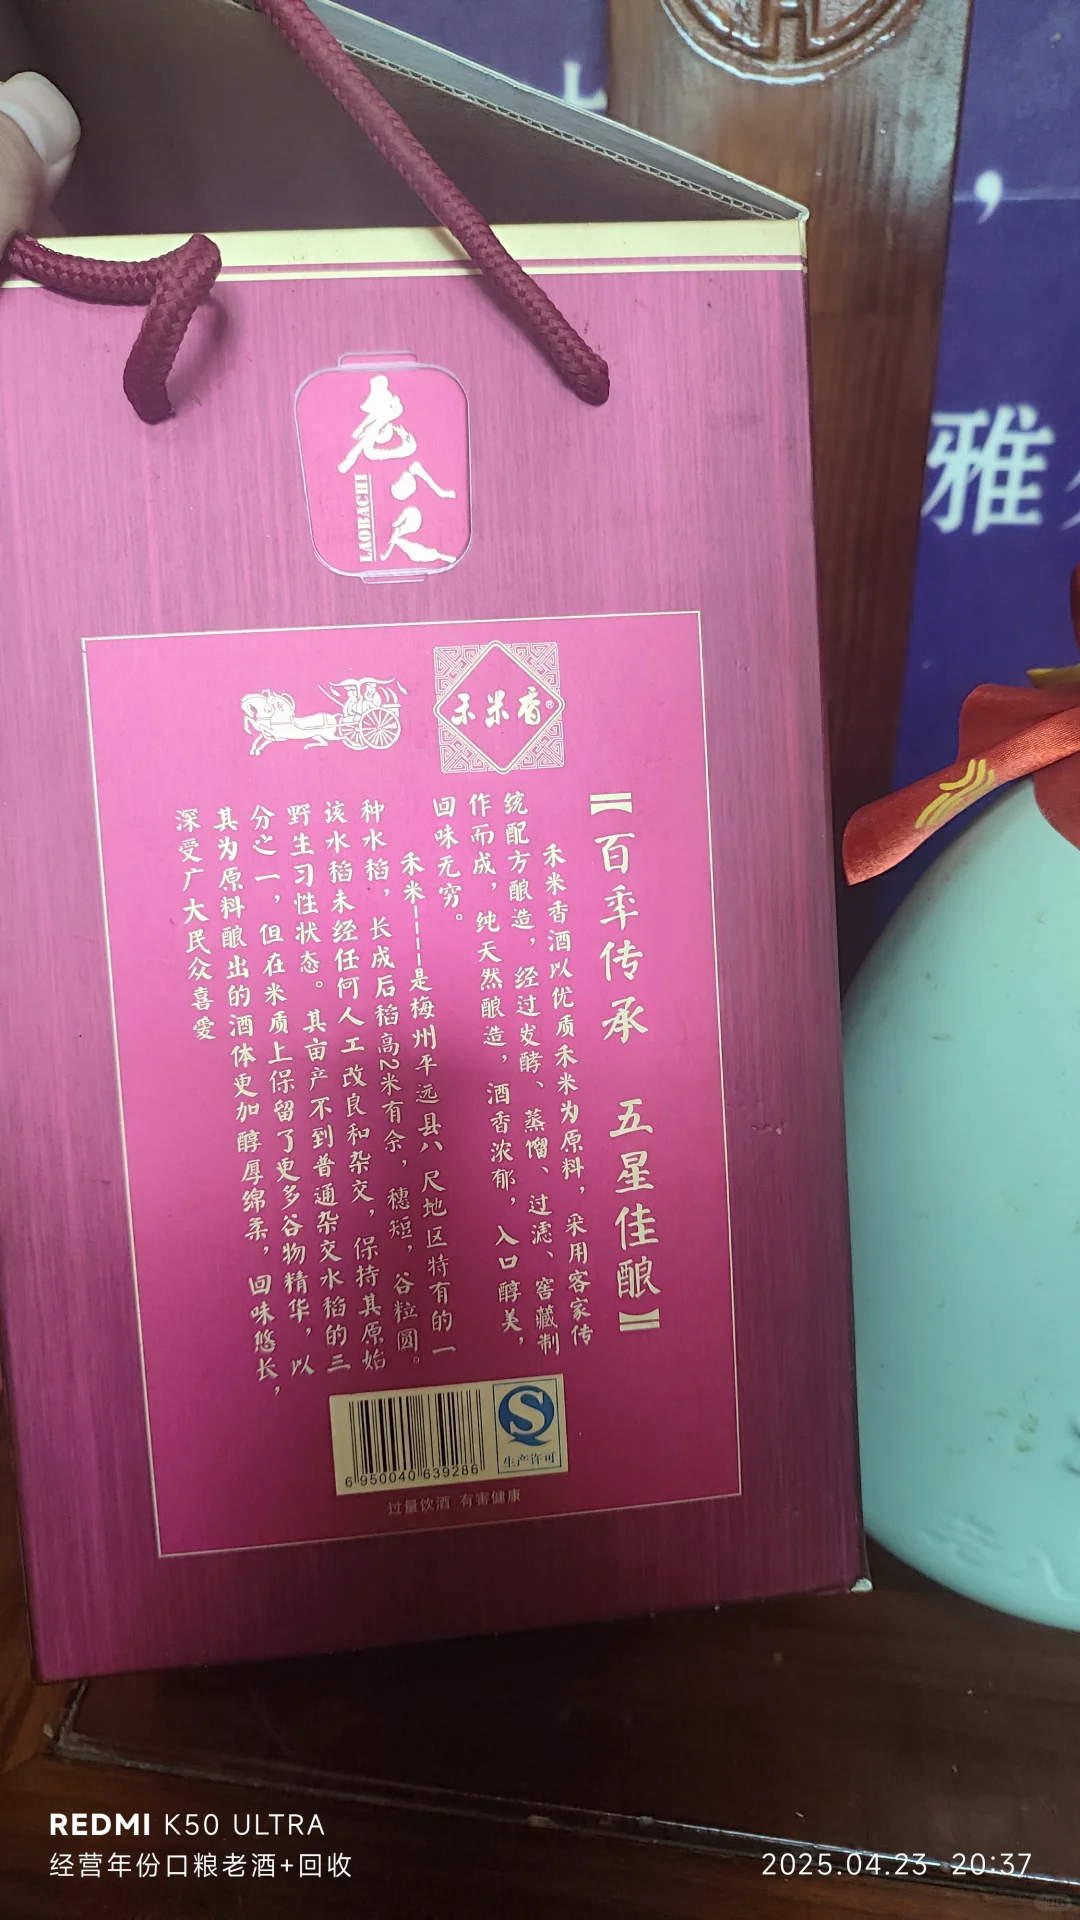 老八尺
LAOBACHI
禾米香®
【百年传承 五星佳酿】
禾米香酒以优质禾米为原料，采用客家传
统配方酿造，经过发酵、蒸馏、过滤、窖藏制
作而成，纯天然酿造，酒香浓郁，入口醇美，
回味无穷。
禾米----是梅州平远县八尺地区特有的一
种水稻，长成后稻高2米有余，穗短，谷粒圆。
该水稻未经任何人工改良和杂交，保持其原始
野生习性状态。其亩产不到普通杂交水稻的三
分之一，但在米质上保留了更多谷物精华，以
其为原料酿出的酒体更加醇厚绵柔，回味悠长，
深受广大民众喜爱
6 950040 639286
S
生产许可
过量饮酒 有害健康
，
雅
REDMI K50 ULTRA
经营年份口粮老酒+回收
2025.04.23 20:37